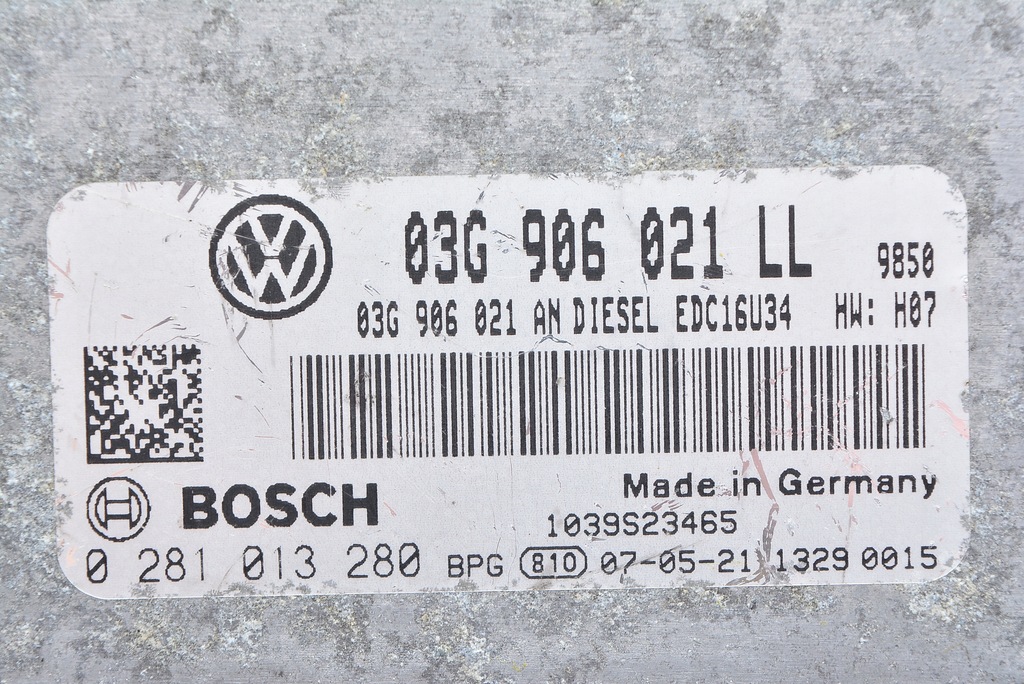 03G 906 021 LL 9850
03G 906 021 AN DIESEL EDC16U34 HW: H07
BOSCH Made in Germany
1039S23465
0 281 013 280 BPG 810 07-05-21 1329 0015